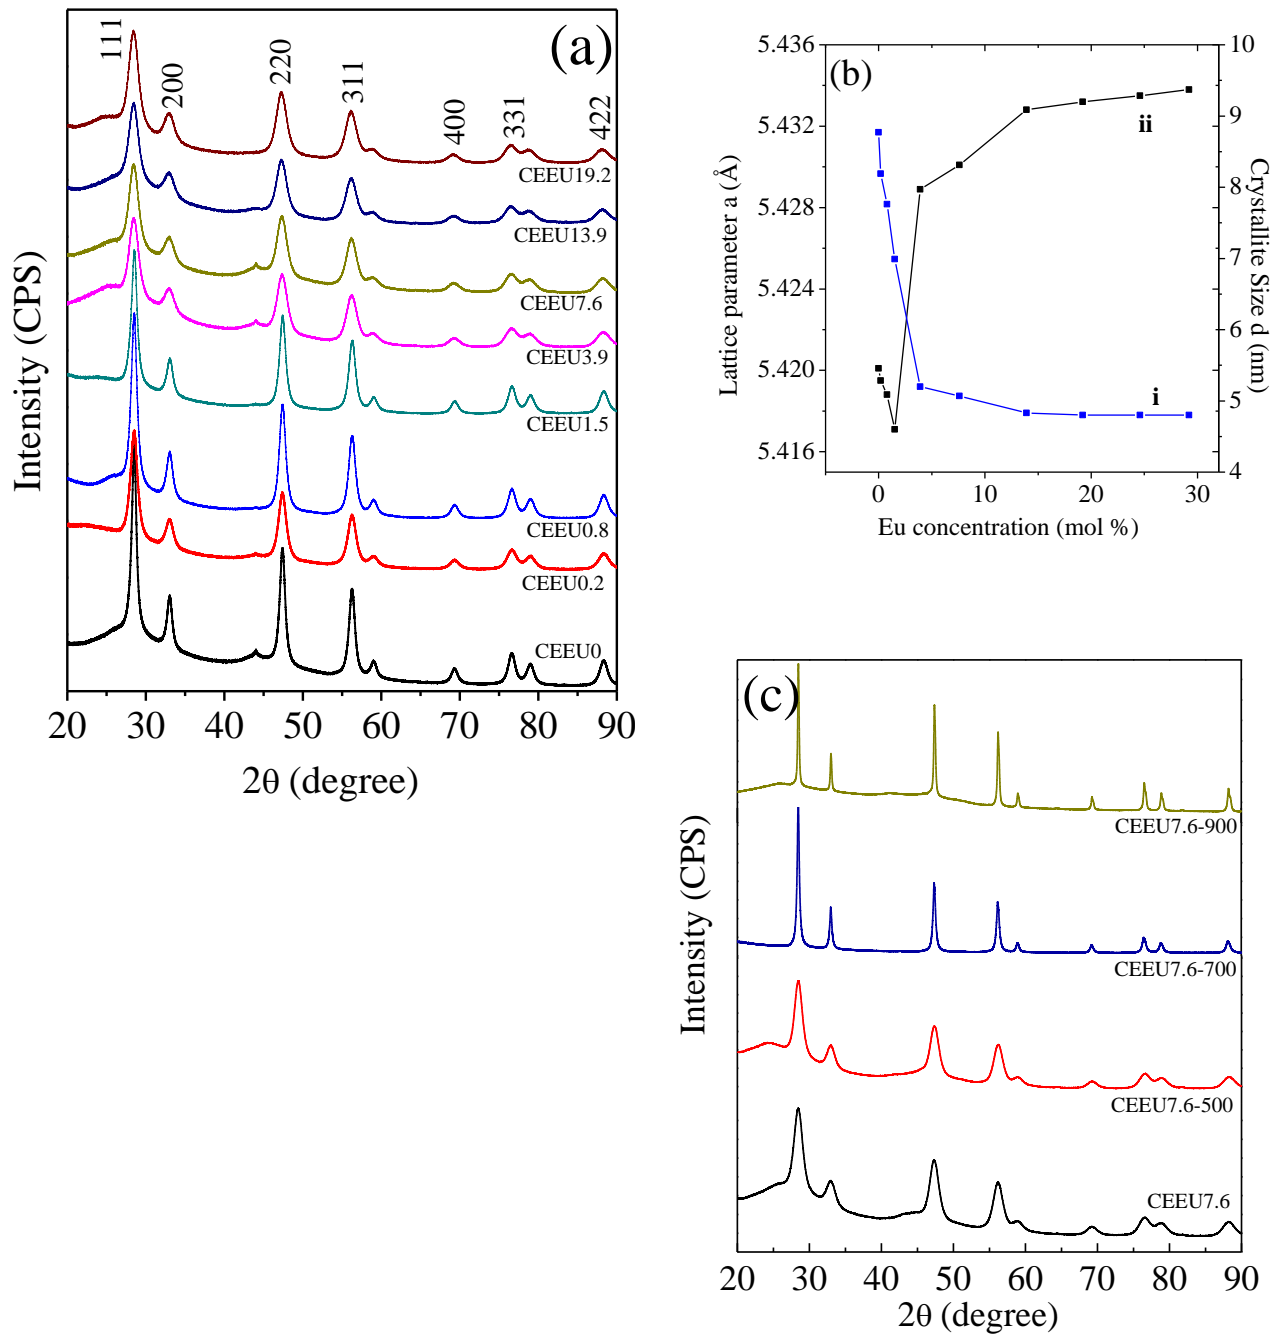 (a)
111
200
220
311
400
331
422
CEEU19.2
CEEU13.9
CEEU7.6
CEEU3.9
CEEU1.5
CEEU0.8
CEEU0.2
CEEU0
Intensity (CPS)
20 30 40 50 60 70 80 90
2θ (degree)
(b)
5.436
5.432
5.428
5.424
5.420
5.416
Lattice parameter a (Å)
10
9
8
7
6
5
4
Crystallite Size d (nm)
ii
i
0 10 20 30
Eu concentration (mol %)
(c)
CEEU7.6-900
CEEU7.6-700
CEEU7.6-500
CEEU7.6
Intensity (CPS)
20 30 40 50 60 70 80 90
2θ (degree)